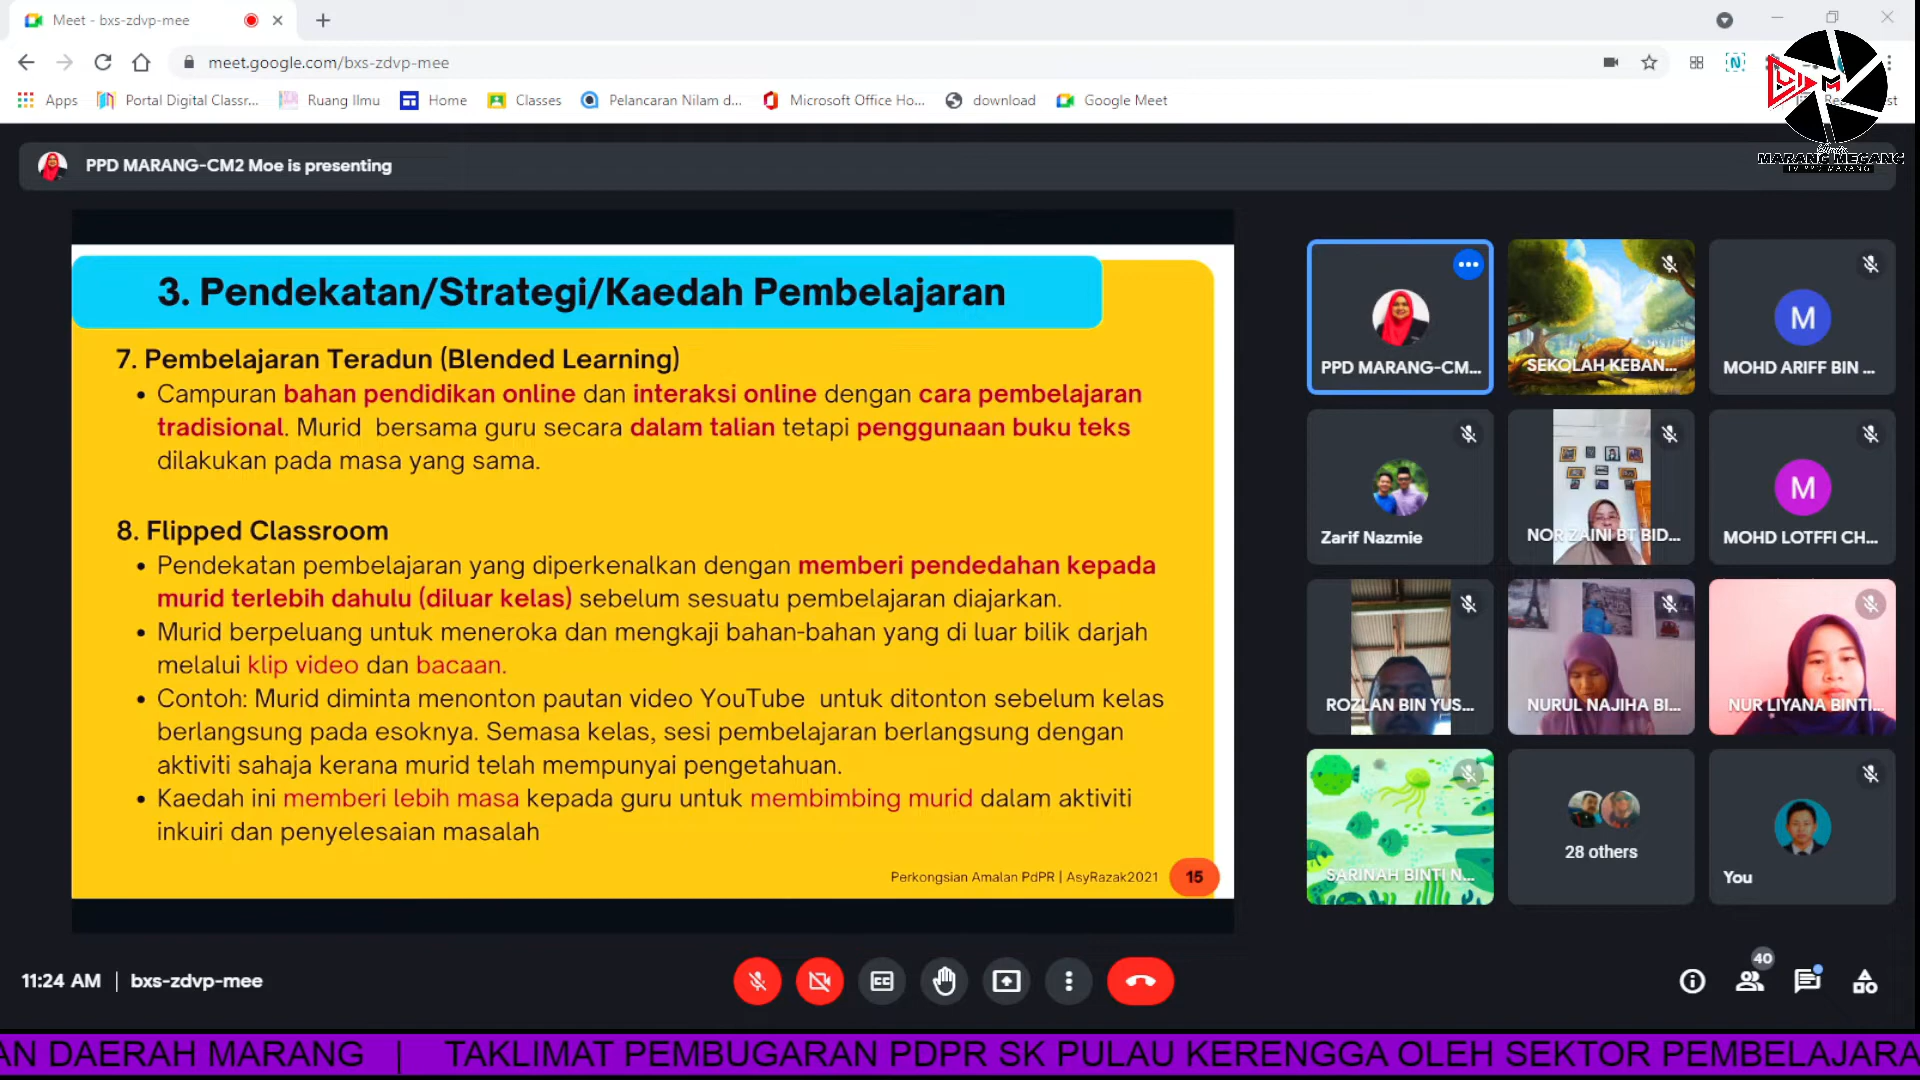 Meet - bxs-zdvp-mee
meet.google.com/bxs-zdvp-mee
Apps
Portal Digital Classr...
Ruang Ilmu
Home
Classes
Pelancaran Nilam d...
Microsoft Office Ho...
download
Google Meet
MARANG MEGANG
TV PPD MARANG
PPD MARANG-CM2 Moe is presenting
3. Pendekatan/Strategi/Kaedah Pembelajaran
7. Pembelajaran Teradun (Blended Learning)
• Campuran bahan pendidikan online dan interaksi online dengan cara pembelajaran
tradisional. Murid bersama guru secara dalam talian tetapi penggunaan buku teks
dilakukan pada masa yang sama.
8. Flipped Classroom
• Pendekatan pembelajaran yang diperkenalkan dengan memberi pendedahan kepada
murid terlebih dahulu (diluar kelas) sebelum sesuatu pembelajaran diajarkan.
• Murid berpeluang untuk meneroka dan mengkaji bahan-bahan yang di luar bilik darjah
melalui klip video dan bacaan.
• Contoh: Murid diminta menonton pautan video YouTube untuk ditonton sebelum kelas
berlangsung pada esoknya. Semasa kelas, sesi pembelajaran berlangsung dengan
aktiviti sahaja kerana murid telah mempunyai pengetahuan.
• Kaedah ini memberi lebih masa kepada guru untuk membimbing murid dalam aktiviti
inkuiri dan penyelesaian masalah
Perkongsian Amalan PdPR | AsyRazak2021
15
PPD MARANG-CM...
SEKOLAH KEBAN...
M
MOHD ARIFF BIN ...
Zarif Nazmie
NOR ZAINI BT BID...
M
MOHD LOTFFI CH...
ROZLAN BIN YUS...
NURUL NAJIHA BI...
NUR LIYANA BINTI...
SARINAH BINTI N...
28 others
You
11:24 AM | bxs-zdvp-mee
40
AN DAERAH MARANG | TAKLIMAT PEMBUGARAN PDPR SK PULAU KERENGGA OLEH SEKTOR PEMBELAJARA